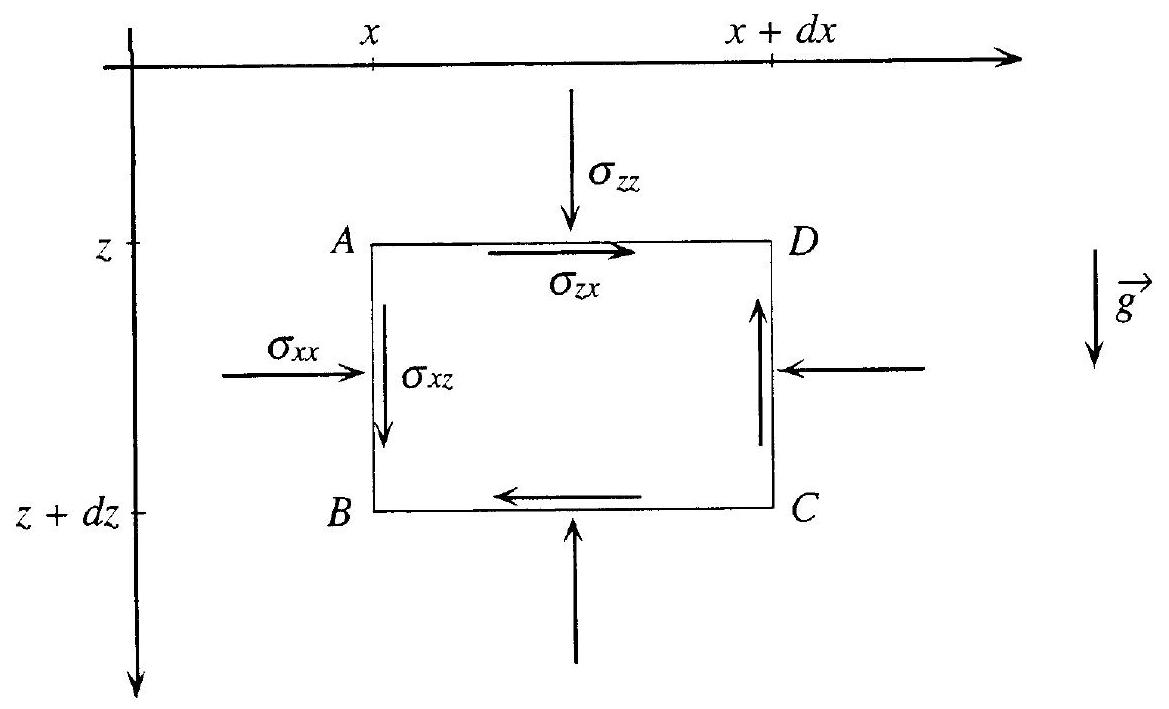 x
x + dx
σzz
z
A
D
σzx
g⃗
σxx
σxz
B
C
z + dz